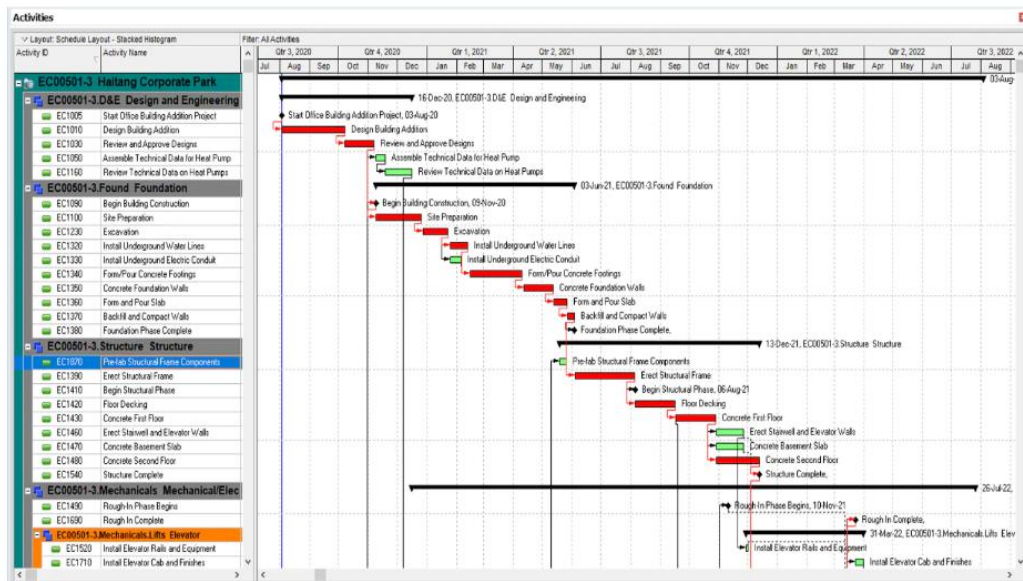 Activities
Layout: Schedule Layout - Stacked Histogram Filter: All Activities
Activity ID Activity Name Qtr 3, 2020 Qtr 4, 2020 Qtr 1, 2021 Qtr 2, 2021 Qtr 3, 2021 Qtr 4, 2021 Qtr 1, 2022 Qtr 2, 2022 Qtr 3, 2022
Jul Aug Sep Oct Nov Dec Jan Feb Mar Apr May Jun Jul Aug Sep Oct Nov Dec Jan Feb Mar Apr May Jun Jul Aug
EC00501-3 Haitang Corporate Park 03-Aug-
EC00501-3.D&E Design and Engineering 16-Dec-20, EC00501-3.D&E Design and Engineering
EC1005 Start Office Building Addition Project Start Office Building Addition Project, 03-Aug-20
EC1010 Design Building Addition Design Building Addition
EC1030 Review and Approve Designs Review and Approve Designs
EC1050 Assemble Technical Data for Heat Pump Assemble Technical Data for Heat Pump
EC1160 Review Technical Data on Heat Pumps Review Technical Data on Heat Pumps
EC00501-3.Found Foundation 03-Jun-21, EC00501-3.Found Foundation
EC1090 Begin Building Construction Begin Building Construction, 09-Nov-20
EC1100 Site Preparation Site Preparation
EC1230 Excavation Excavation
EC1320 Install Underground Water Lines Install Underground Water Lines
EC1330 Install Underground Electric Conduit Install Underground Electric Conduit
EC1340 Form/Pour Concrete Footings Form/Pour Concrete Footings
EC1350 Concrete Foundation Walls Concrete Foundation Walls
EC1360 Form and Pour Slab Form and Pour Slab
EC1370 Backfill and Compact Walls Backfill and Compact Walls
EC1380 Foundation Phase Complete Foundation Phase Complete,
EC00501-3.Structure Structure 13-Dec-21, EC00501-3.Structure Structure
EC1870 Pre-fab Structural Frame Components Pre-fab Structural Frame Components
EC1390 Erect Structural Frame Erect Structural Frame
EC1410 Begin Structural Phase Begin Structural Phase, 06-Aug-21
EC1420 Floor Decking Floor Decking
EC1430 Concrete First Floor Concrete First Floor
EC1460 Erect Stairwell and Elevator Walls Erect Stairwell and Elevator Walls
EC1470 Concrete Basement Slab Concrete Basement Slab
EC1480 Concrete Second Floor Concrete Second Floor
EC1540 Structure Complete Structure Complete,
EC00501-3.Mechanicals Mechanical/Elec 26-Jul-22,
EC1490 Rough-In Phase Begins Rough-In Phase Begins, 10-Nov-21
EC1690 Rough In Complete Rough In Complete,
EC00501-3.Mechanicals.Lifts Elevator 31-Mar-22, EC00501-3.Mechanicals.Lifts Elev
EC1520 Install Elevator Rails and Equipment Install Elevator Rails and Equipment
EC1710 Install Elevator Cab and Finishes Install Elevator Cab and Finishes